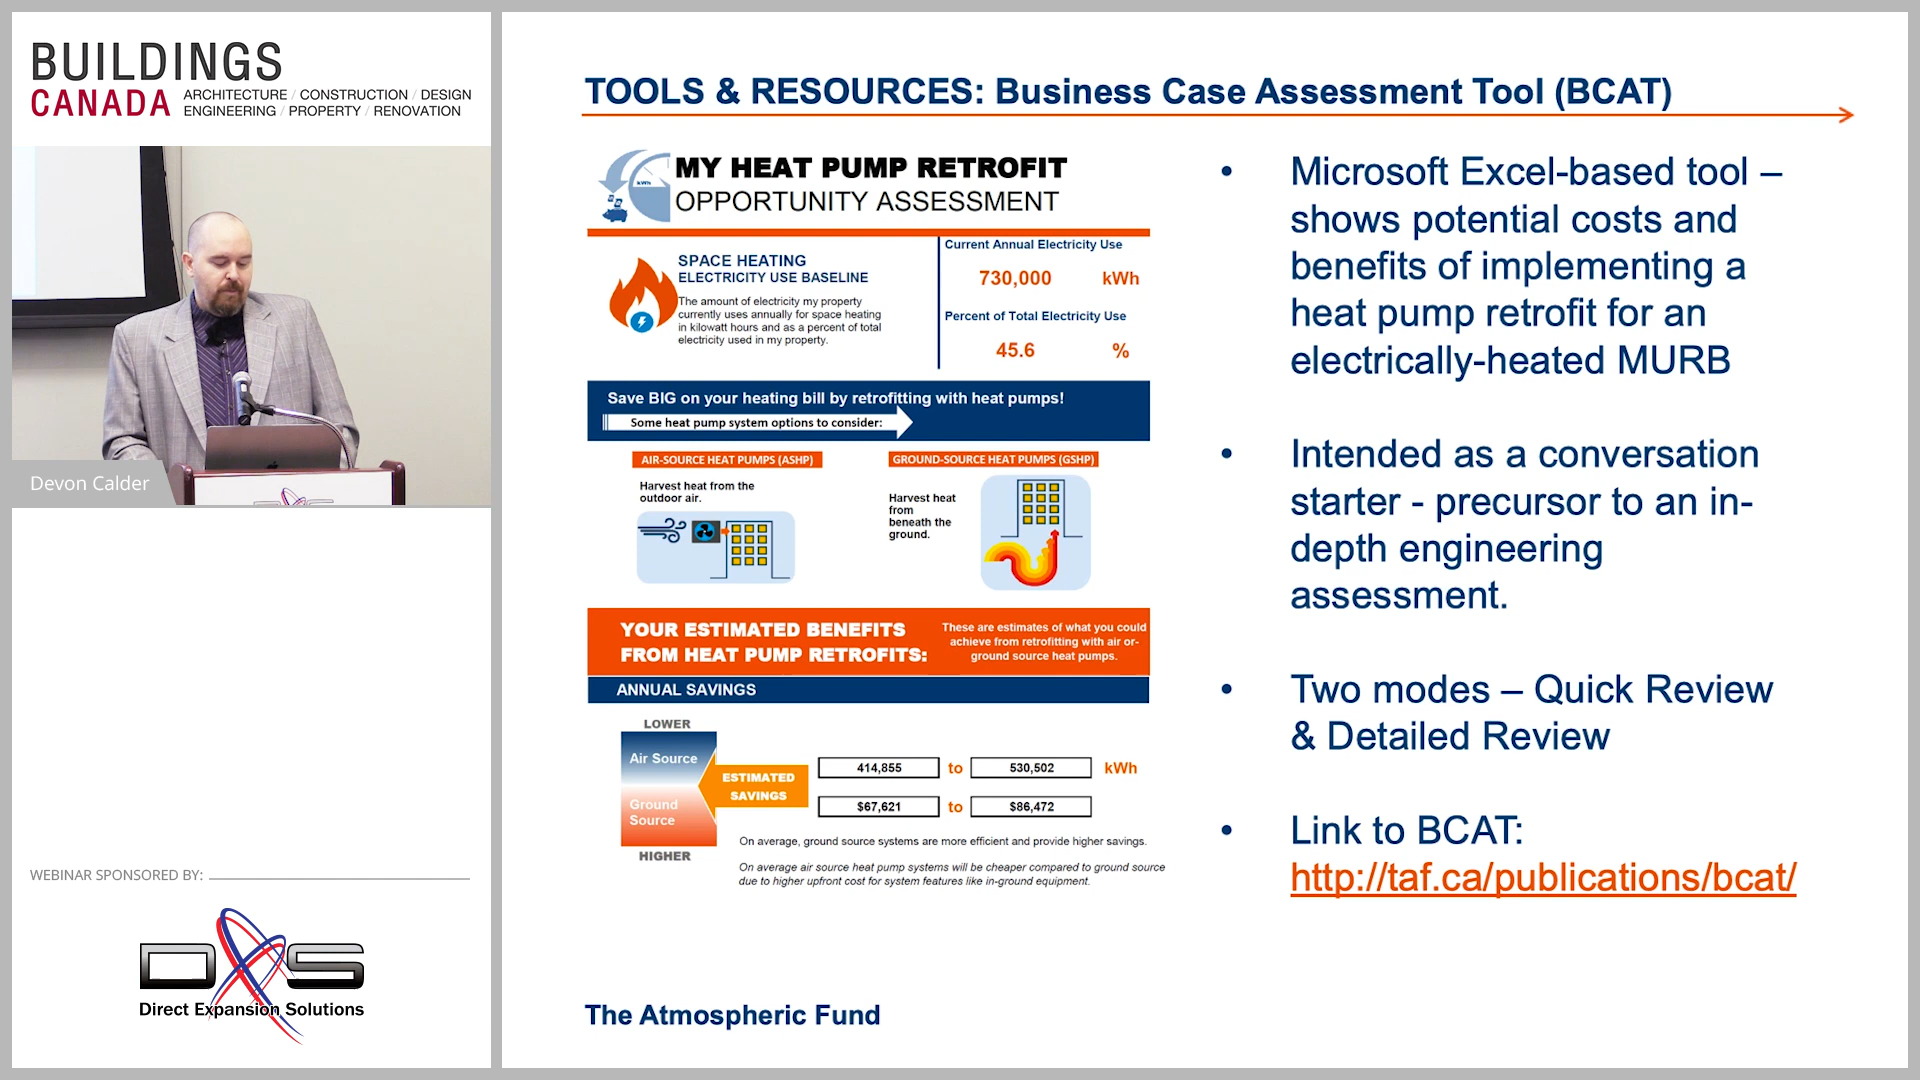 BUILDINGS
CANADA
ARCHITECTURE / CONSTRUCTION / DESIGN
ENGINEERING / PROPERTY / RENOVATION
Devon Calder
WEBINAR SPONSORED BY:
DXS
Direct Expansion Solutions
TOOLS & RESOURCES: Business Case Assessment Tool (BCAT)
kWh
MY HEAT PUMP RETROFIT
OPPORTUNITY ASSESSMENT
SPACE HEATING
ELECTRICITY USE BASELINE
The amount of electricity my property
currently uses annually for space heating
in kilowatt hours and as a percent of total
electricity used in my property.
Current Annual Electricity Use
730,000 kWh
Percent of Total Electricity Use
45.6 %
Save BIG on your heating bill by retrofitting with heat pumps!
Some heat pump system options to consider:
AIR-SOURCE HEAT PUMPS (ASHP)
Harvest heat from the
outdoor air.
GROUND-SOURCE HEAT PUMPS (GSHP)
Harvest heat
from
beneath the
ground.
YOUR ESTIMATED BENEFITS
FROM HEAT PUMP RETROFITS:
These are estimates of what you could
achieve from retrofitting with air or-
ground source heat pumps.
ANNUAL SAVINGS
LOWER
Air Source
Ground
Source
HIGHER
ESTIMATED
SAVINGS
414,855 to 530,502 kWh
$67,621 to $86,472
On average, ground source systems are more efficient and provide higher savings.
On average air source heat pump systems will be cheaper compared to ground source
due to higher upfront cost for system features like in-ground equipment.
• Microsoft Excel-based tool –
shows potential costs and
benefits of implementing a
heat pump retrofit for an
electrically-heated MURB
• Intended as a conversation
starter - precursor to an in-
depth engineering
assessment.
• Two modes – Quick Review
& Detailed Review
• Link to BCAT:
http://taf.ca/publications/bcat/
The Atmospheric Fund